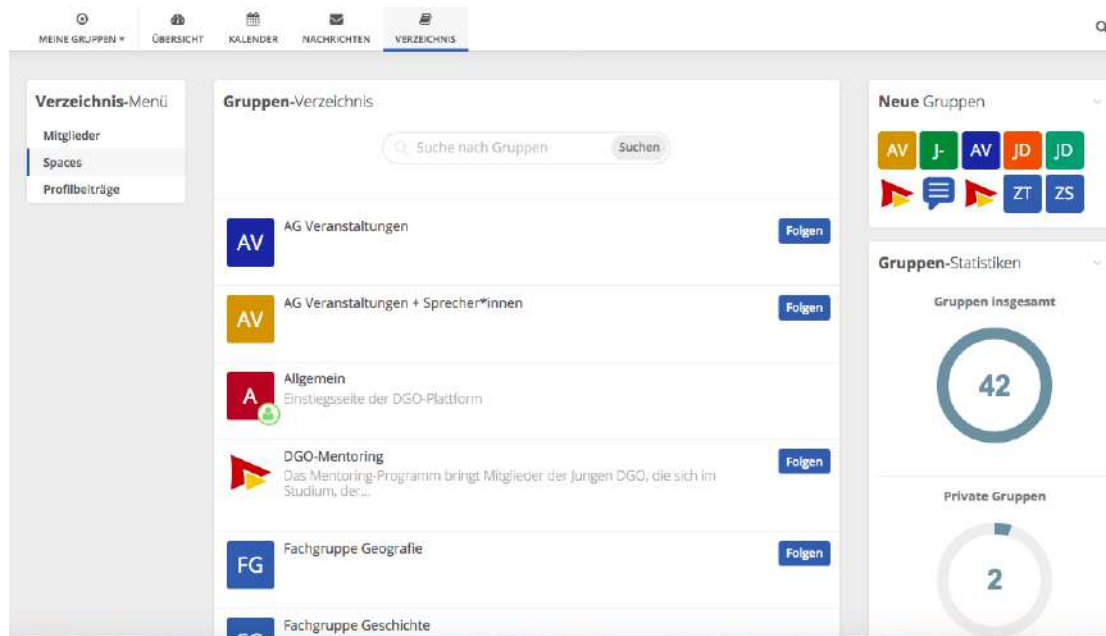 MEINE GRUPPEN ÜBERSICHT KALENDER NACHRICHTEN VERZEICHNIS
Verzeichnis-Menü
Mitglieder
Spaces
Profilbeiträge
Gruppen-Verzeichnis
Suche nach Gruppen Suchen
AV AG Veranstaltungen Folgen
AV AG Veranstaltungen + Sprecher*innen Folgen
A Allgemein
Einstiegsseite der DGO-Plattform
DGO-Mentoring Folgen
Das Mentoring-Programm bringt Mitglieder der Jungen DGO, die sich im
Studium, der...
FG Fachgruppe Geografie Folgen
Fachgruppe Geschichte
Neue Gruppen
AV J- AV JD JD
ZT ZS
Gruppen-Statistiken
Gruppen insgesamt
42
Private Gruppen
2